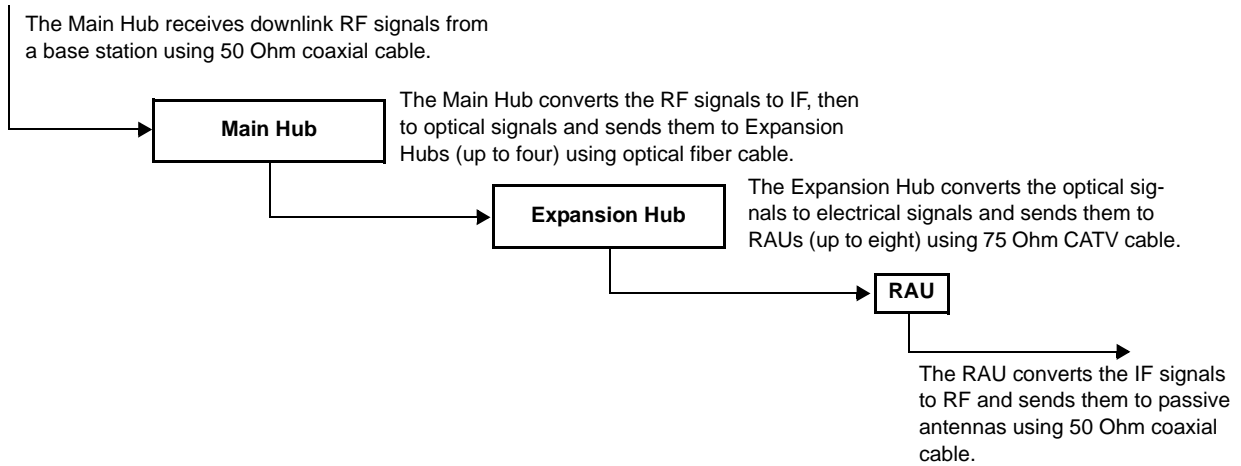 The Main Hub receives downlink RF signals from
a base station using 50 Ohm coaxial cable.
Main Hub
The Main Hub converts the RF signals to IF, then
to optical signals and sends them to Expansion
Hubs (up to four) using optical fiber cable.
Expansion Hub
The Expansion Hub converts the optical sig-
nals to electrical signals and sends them to
RAUs (up to eight) using 75 Ohm CATV cable.
RAU
The RAU converts the IF signals
to RF and sends them to passive
antennas using 50 Ohm coaxial
cable.